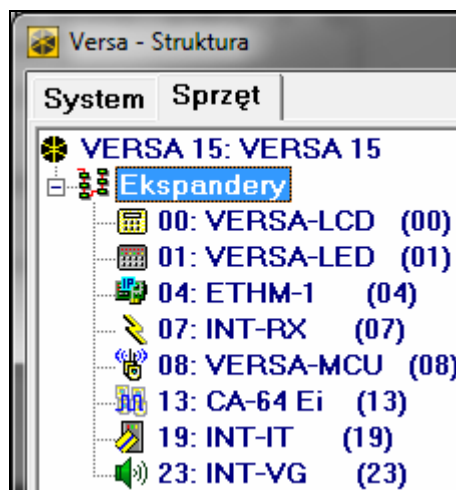 Versa - Struktura
System Sprzęt
VERSA 15: VERSA 15
Ekspandery
00: VERSA-LCD (00)
01: VERSA-LED (01)
04: ETHM-1 (04)
07: INT-RX (07)
08: VERSA-MCU (08)
13: CA-64 Ei (13)
19: INT-IT (19)
23: INT-VG (23)